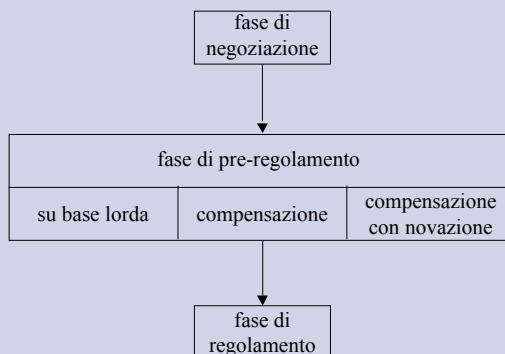 fase di
negoziazione
fase di pre-regolamento
su base lorda
compensazione
compensazione
con novazione
fase di
regolamento